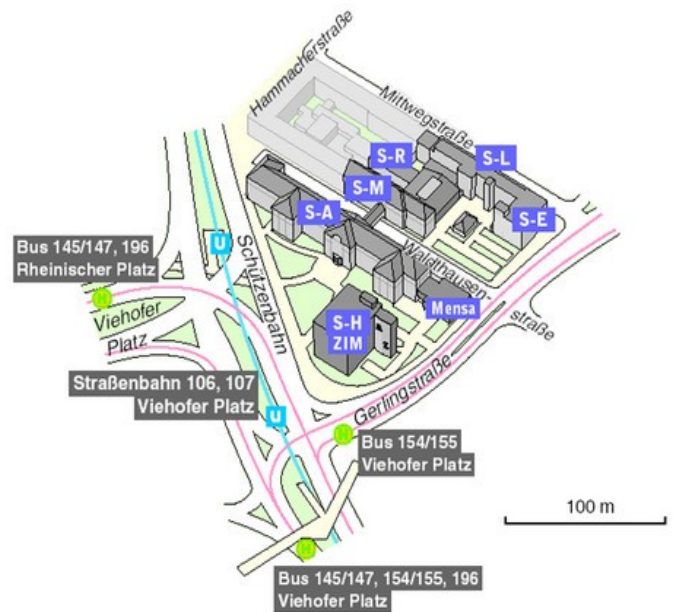 Hammacherstraße
Mittwegstraße
S-R
S-L
S-M
S-A
S-E
Bus 145/147, 196
Rheinischer Platz
U
Schützenbahn
Waldthausen-
straße
H
Viehofer
Platz
Mensa
S-H
ZIM
Straßenbahn 106, 107
Viehofer Platz
U
Gerlingstraße
H
Bus 154/155
Viehofer Platz
100 m
H
Bus 145/147, 154/155, 196
Viehofer Platz